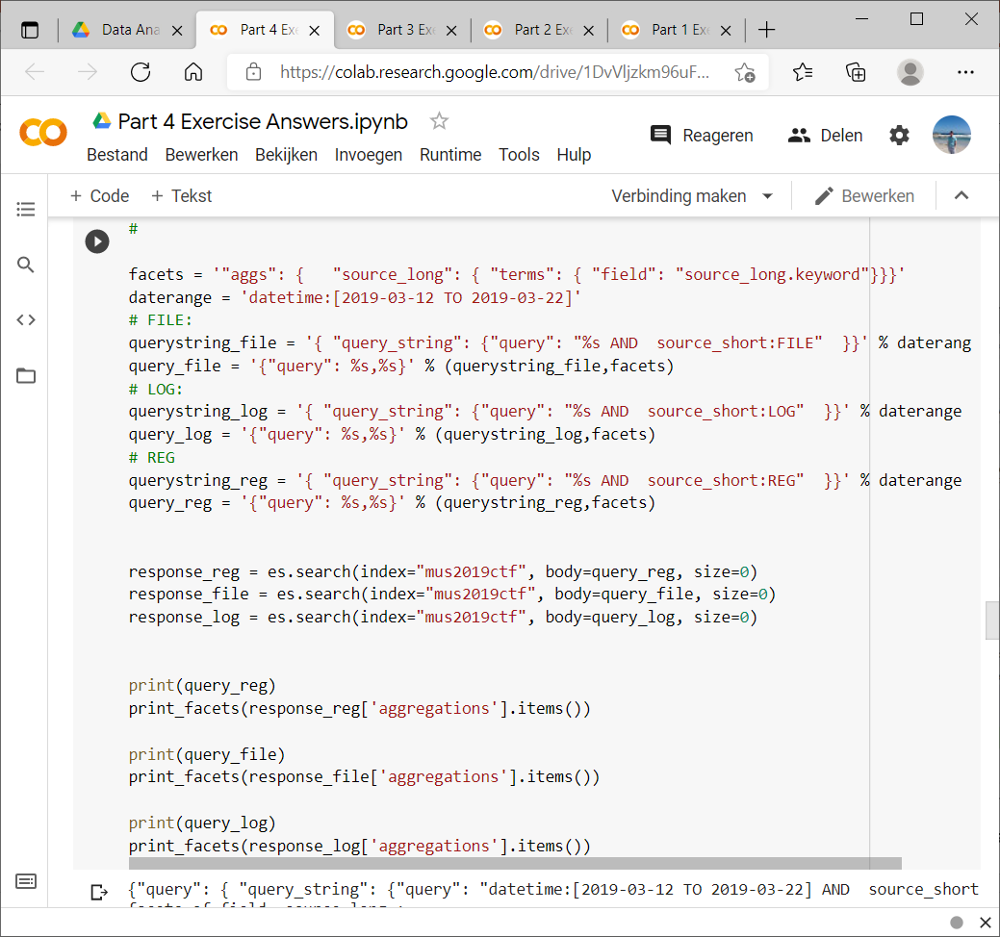 Data Ana
Part 4 Ex
Part 3 Ex
Part 2 Ex
Part 1 Ex
https://colab.research.google.com/drive/1DvVljzkm96uF...
Part 4 Exercise Answers.ipynb
Reageren
Delen
Bestand Bewerken Bekijken Invoegen Runtime Tools Hulp
+ Code + Tekst
Verbinding maken
Bewerken
#
facets = '"aggs": {   "source_long": { "terms": { "field": "source_long.keyword"}}}'
daterange = 'datetime:[2019-03-12 TO 2019-03-22]'
# FILE:
querystring_file = '{ "query_string": {"query": "%s AND  source_short:FILE"  }}' % daterang
query_file = '{"query": %s,%s}' % (querystring_file,facets)
# LOG:
querystring_log = '{ "query_string": {"query": "%s AND  source_short:LOG"  }}' % daterange
query_log = '{"query": %s,%s}' % (querystring_log,facets)
# REG
querystring_reg = '{ "query_string": {"query": "%s AND  source_short:REG"  }}' % daterange
query_reg = '{"query": %s,%s}' % (querystring_reg,facets)
response_reg = es.search(index="mus2019ctf", body=query_reg, size=0)
response_file = es.search(index="mus2019ctf", body=query_file, size=0)
response_log = es.search(index="mus2019ctf", body=query_log, size=0)
print(query_reg)
print_facets(response_reg['aggregations'].items())
print(query_file)
print_facets(response_file['aggregations'].items())
print(query_log)
print_facets(response_log['aggregations'].items())
{"query": { "query_string": {"query": "datetime:[2019-03-12 TO 2019-03-22] AND  source_short